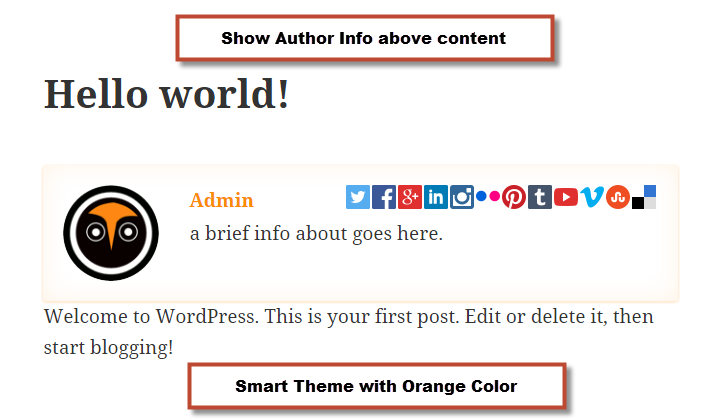 Show Author Info above content
Hello world!
Admin
a brief info about goes here.
Welcome to WordPress. This is your first post. Edit or delete it, then
start blogging!
Smart Theme with Orange Color